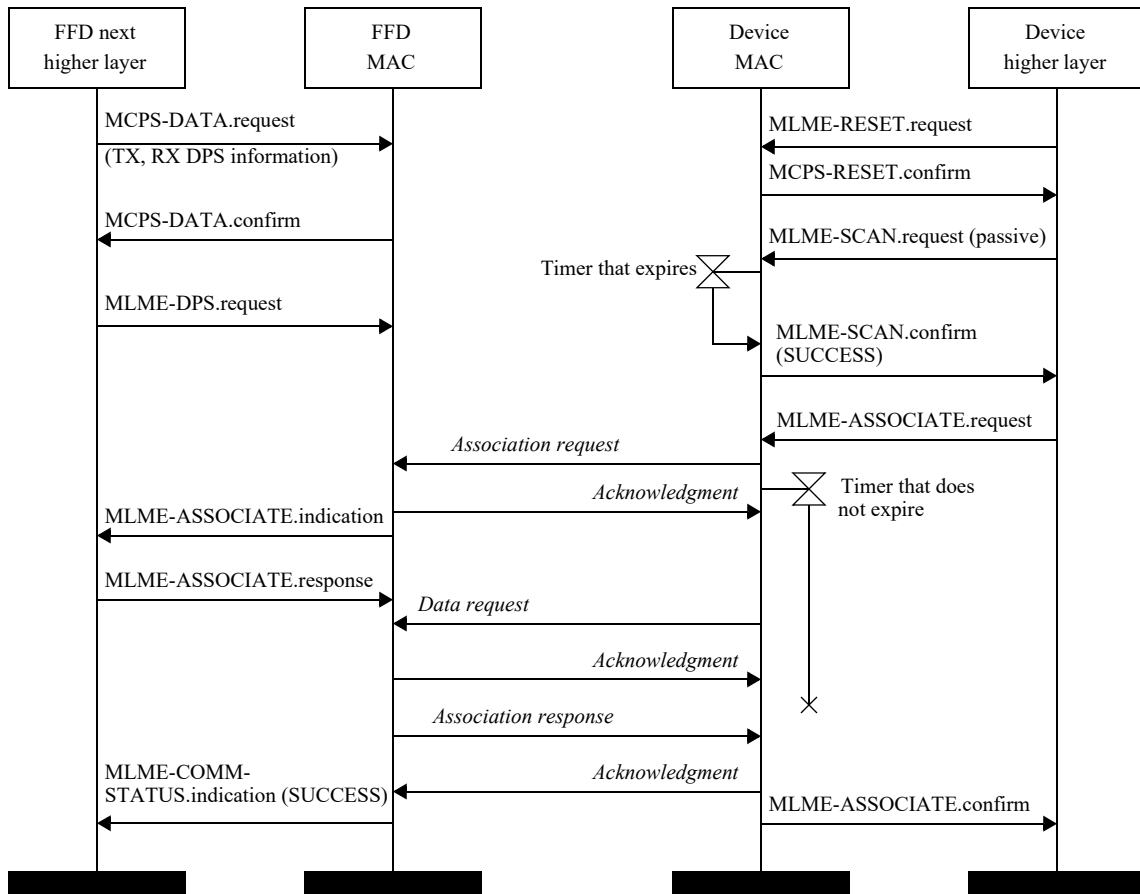 FFD next
higher layer
FFD
MAC
Device
MAC
Device
higher layer
MCPS-DATA.request
(TX, RX DPS information)
MLME-RESET.request
MCPS-RESET.confirm
MCPS-DATA.confirm
MLME-SCAN.request (passive)
Timer that expires
MLME-DPS.request
MLME-SCAN.confirm
(SUCCESS)
MLME-ASSOCIATE.request
Association request
Acknowledgment
Timer that does
not expire
MLME-ASSOCIATE.indication
MLME-ASSOCIATE.response
Data request
Acknowledgment
Association response
Acknowledgment
MLME-COMM-
STATUS.indication (SUCCESS)
MLME-ASSOCIATE.confirm